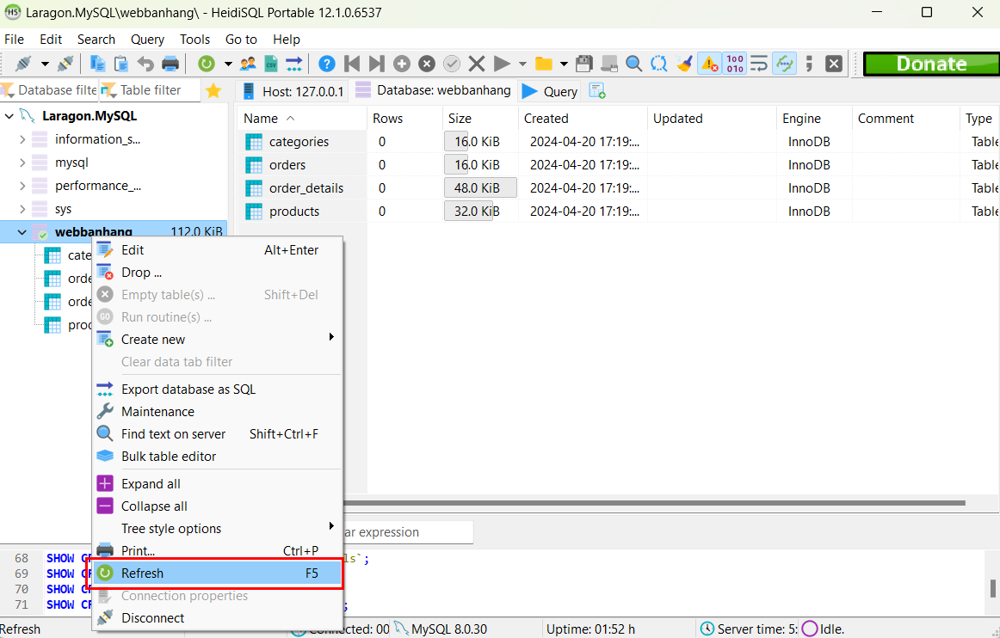 Laragon.MySQL\webbanhang\ - HeidiSQL Portable 12.1.0.6537
File Edit Search Query Tools Go to Help
Donate
Database filte Table filter Host: 127.0.0.1 Database: webbanhang Query
Laragon.MySQL
information_s...
mysql
performance_...
sys
webbanhang 112.0 KiB
cate
orde
orde
prod
Name Rows Size Created Updated Engine Comment Type
categories 0 16.0 KiB 2024-04-20 17:19:... InnoDB Table
orders 0 16.0 KiB 2024-04-20 17:19:... InnoDB Table
order_details 0 48.0 KiB 2024-04-20 17:19:... InnoDB Table
products 0 32.0 KiB 2024-04-20 17:19:... InnoDB Table
Edit Alt+Enter
Drop ...
Empty table(s) ... Shift+Del
Run routine(s) ...
Create new
Clear data tab filter
Export database as SQL
Maintenance
Find text on server Shift+Ctrl+F
Bulk table editor
Expand all
Collapse all
Tree style options
Print... Ctrl+P
Refresh F5
Connection properties
Disconnect
ar expression
68 SHOW CR ls`;
69 SHOW CR
70 SHOW CR
71 SHOW CR ;
Refresh Connected: 00 MySQL 8.0.30 Uptime: 01:52 h Server time: 5: Idle.